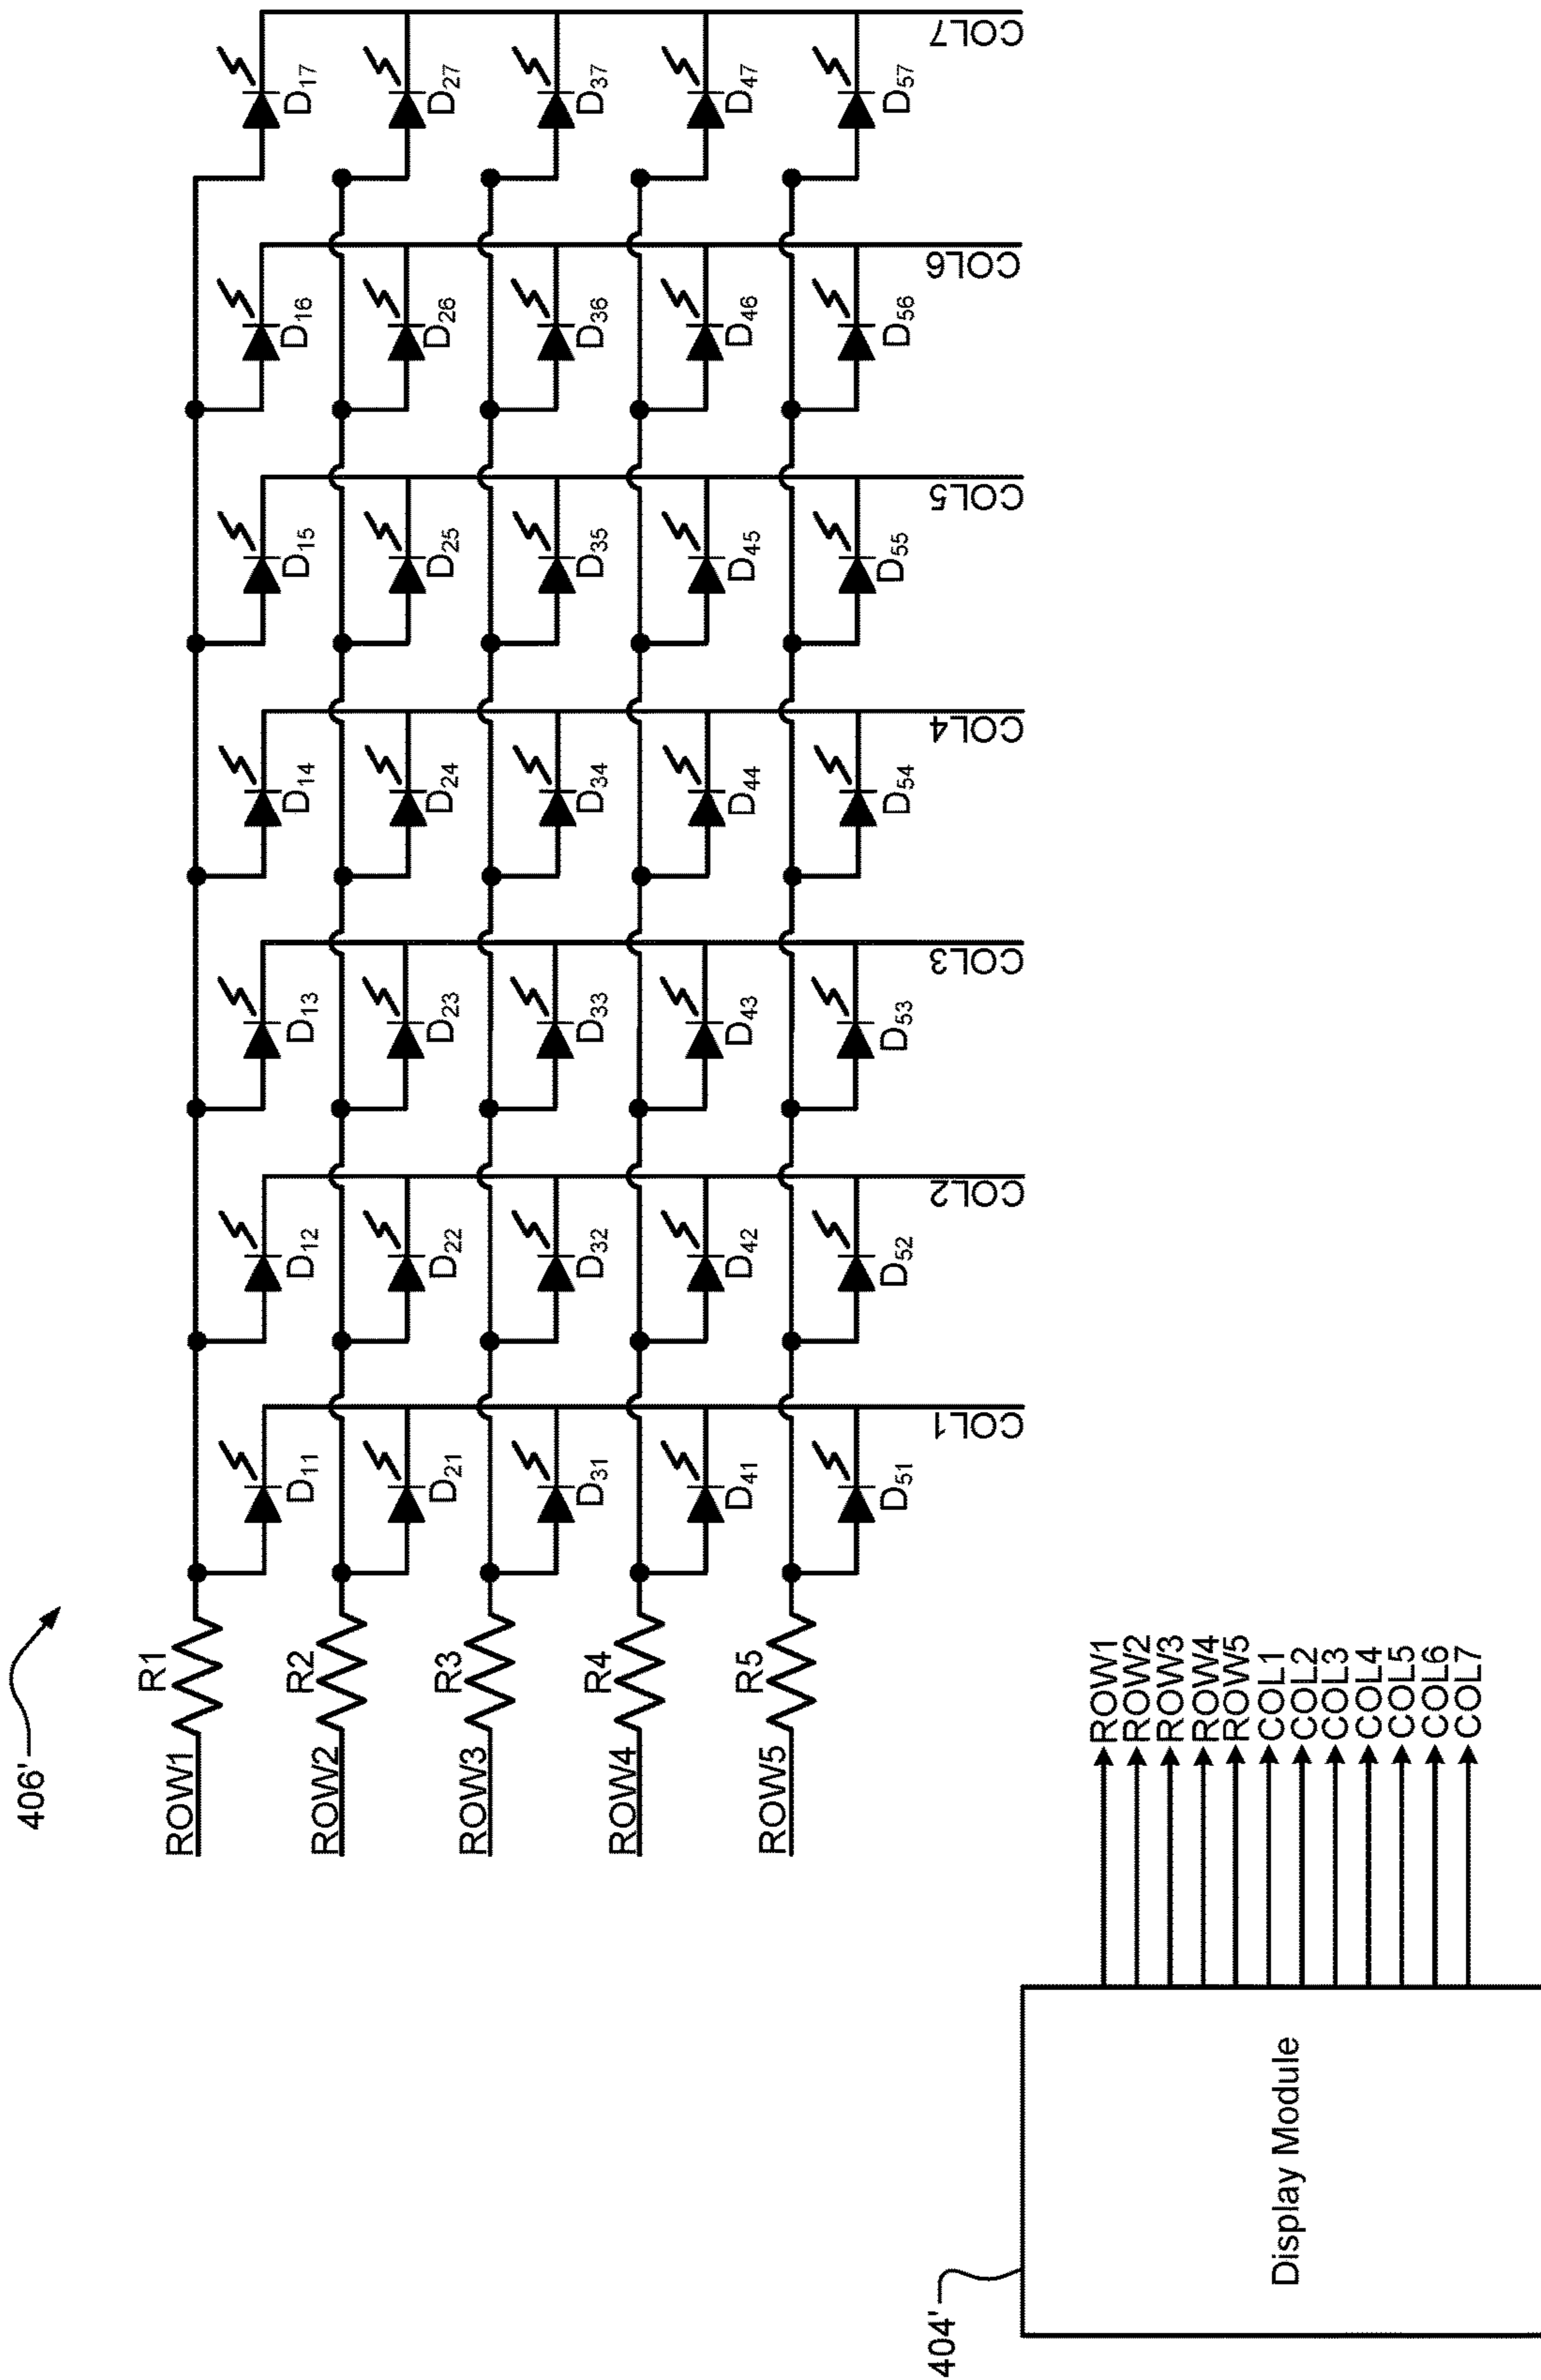 406'
R1
ROW1
D₁₁
D₁₂
D₁₃
D₁₄
D₁₅
D₁₆
D₁₇
R2
ROW2
D₂₁
D₂₂
D₂₃
D₂₄
D₂₅
D₂₆
D₂₇
R3
ROW3
D₃₁
D₃₂
D₃₃
D₃₄
D₃₅
D₃₆
D₃₇
R4
ROW4
D₄₁
D₄₂
D₄₃
D₄₄
D₄₅
D₄₆
D₄₇
R5
ROW5
D₅₁
D₅₂
D₅₃
D₅₄
D₅₅
D₅₆
D₅₇
COL1
COL2
COL3
COL4
COL5
COL6
COL7
404'
Display Module
ROW1
ROW2
ROW3
ROW4
ROW5
COL1
COL2
COL3
COL4
COL5
COL6
COL7